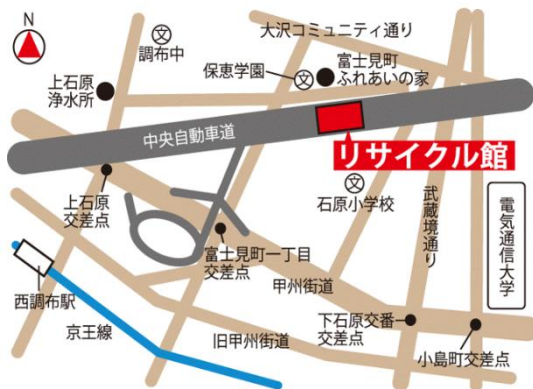 N
文
調布中
大沢コミュニティ通り
上石原
浄水所
保恵学園
文
富士見町
ふれあいの家
中央自動車道
リサイクル館
文
石原小学校
上石原
交差点
武蔵境通り
電気通信大学
富士見町一丁目
交差点
甲州街道
西調布駅
京王線
旧甲州街道
下石原交番
交差点
小島町交差点